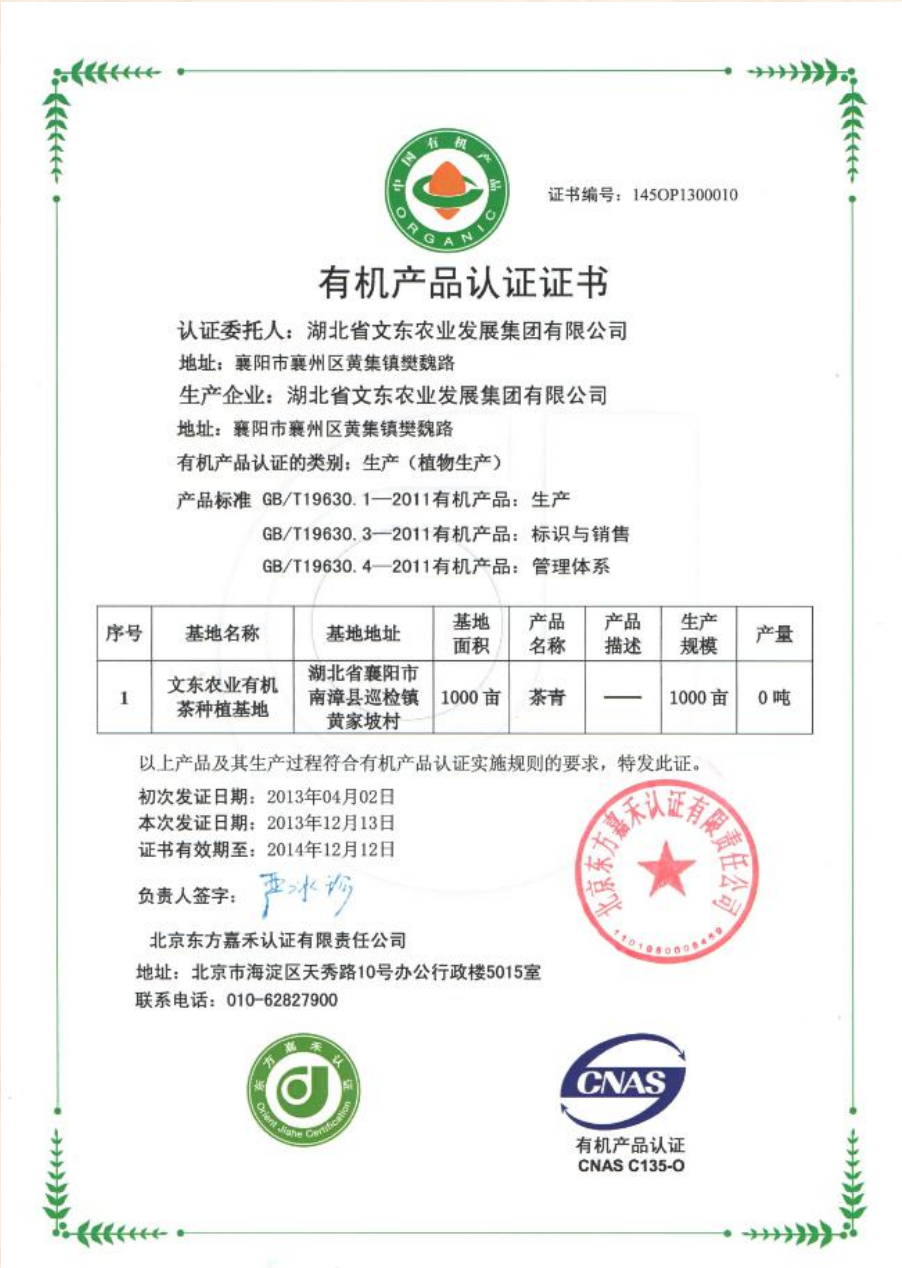 中国有机产品
ORGANIC
证书编号：145OP1300010
有机产品认证证书
认证委托人：湖北省文东农业发展集团有限公司
地址：襄阳市襄州区黄集镇樊魏路
生产企业：湖北省文东农业发展集团有限公司
地址：襄阳市襄州区黄集镇樊魏路
有机产品认证的类别：生产（植物生产）
产品标准 GB/T19630.1—2011有机产品：生产
GB/T19630.3—2011有机产品：标识与销售
GB/T19630.4—2011有机产品：管理体系
序号 基地名称 基地地址 基地面积 产品名称 产品描述 生产规模 产量
1 文东农业有机茶种植基地 湖北省襄阳市南漳县巡检镇黄家坡村 1000亩 茶青 —— 1000亩 0吨
以上产品及其生产过程符合有机产品认证实施规则的要求，特发此证。
初次发证日期：2013年04月02日
本次发证日期：2013年12月13日
证书有效期至：2014年12月12日
负责人签字：
北京东方嘉禾认证有限责任公司
地址：北京市海淀区天秀路10号办公行政楼5015室
联系电话：010-62827900
北京东方嘉禾认证有限责任公司
东方嘉禾认证
Orient Jiahe Certification
CNAS
有机产品认证
CNAS C135-O